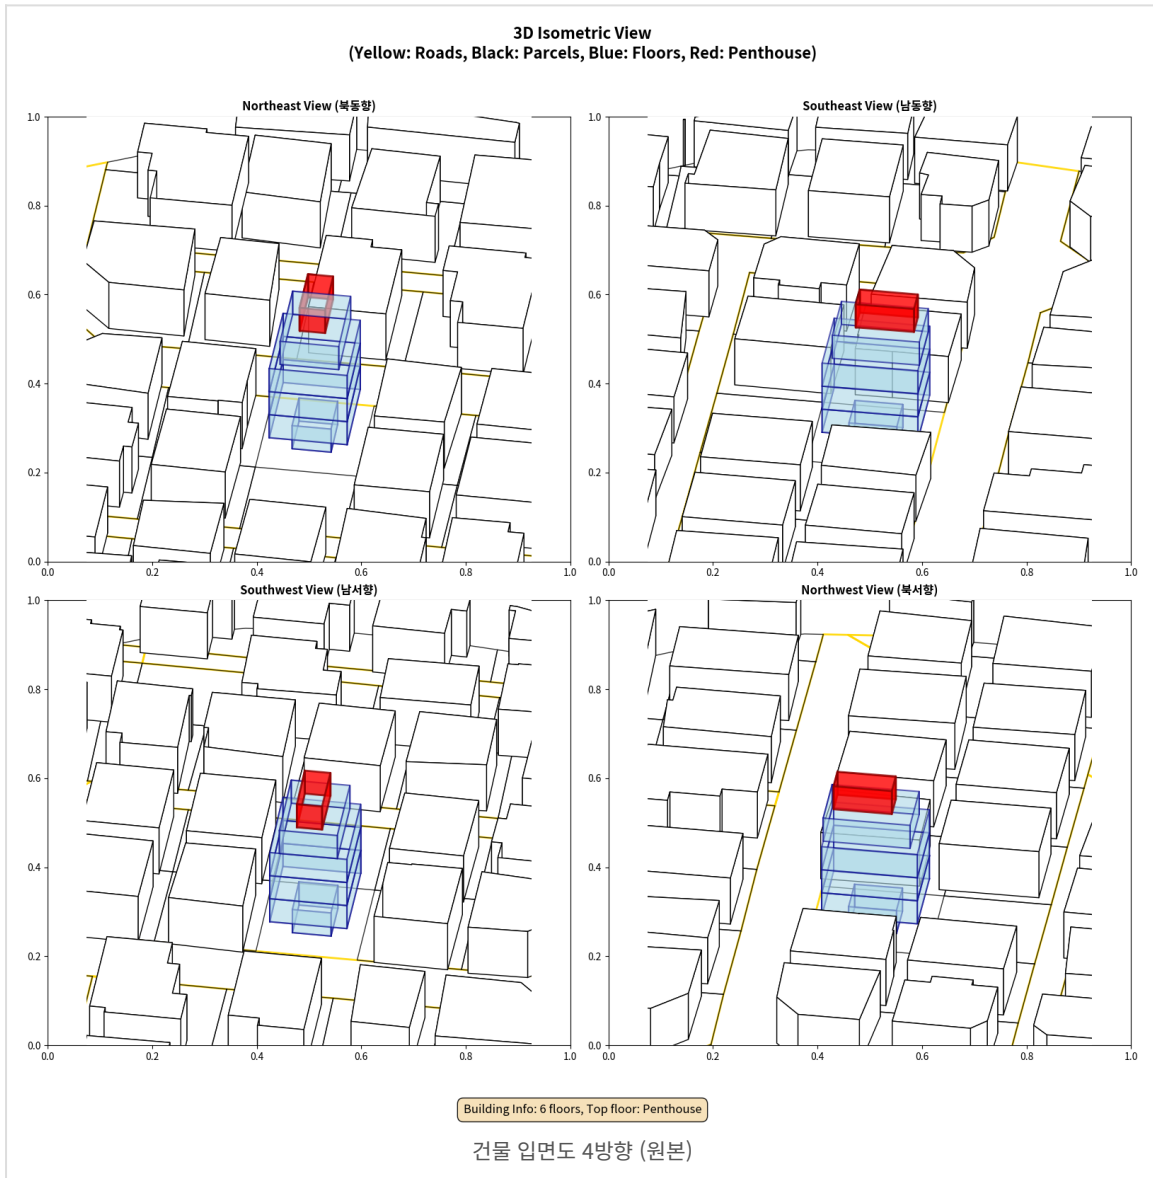 3D Isometric View
(Yellow: Roads, Black: Parcels, Blue: Floors, Red: Penthouse)
Northeast View (북동향)
1.0
0.8
0.6
0.4
0.2
0.0
0.0 0.2 0.4 0.6 0.8 1.0
Southeast View (남동향)
1.0
0.8
0.6
0.4
0.2
0.0
0.0 0.2 0.4 0.6 0.8 1.0
Southwest View (남서향)
1.0
0.8
0.6
0.4
0.2
0.0
0.0 0.2 0.4 0.6 0.8 1.0
Northwest View (북서향)
1.0
0.8
0.6
0.4
0.2
0.0
0.0 0.2 0.4 0.6 0.8 1.0
Building Info: 6 floors, Top floor: Penthouse
건물 입면도 4방향 (원본)